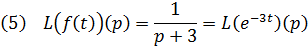 (5) L(f(t))(p) = 1/(p + 3) = L(e^{-3t})(p)